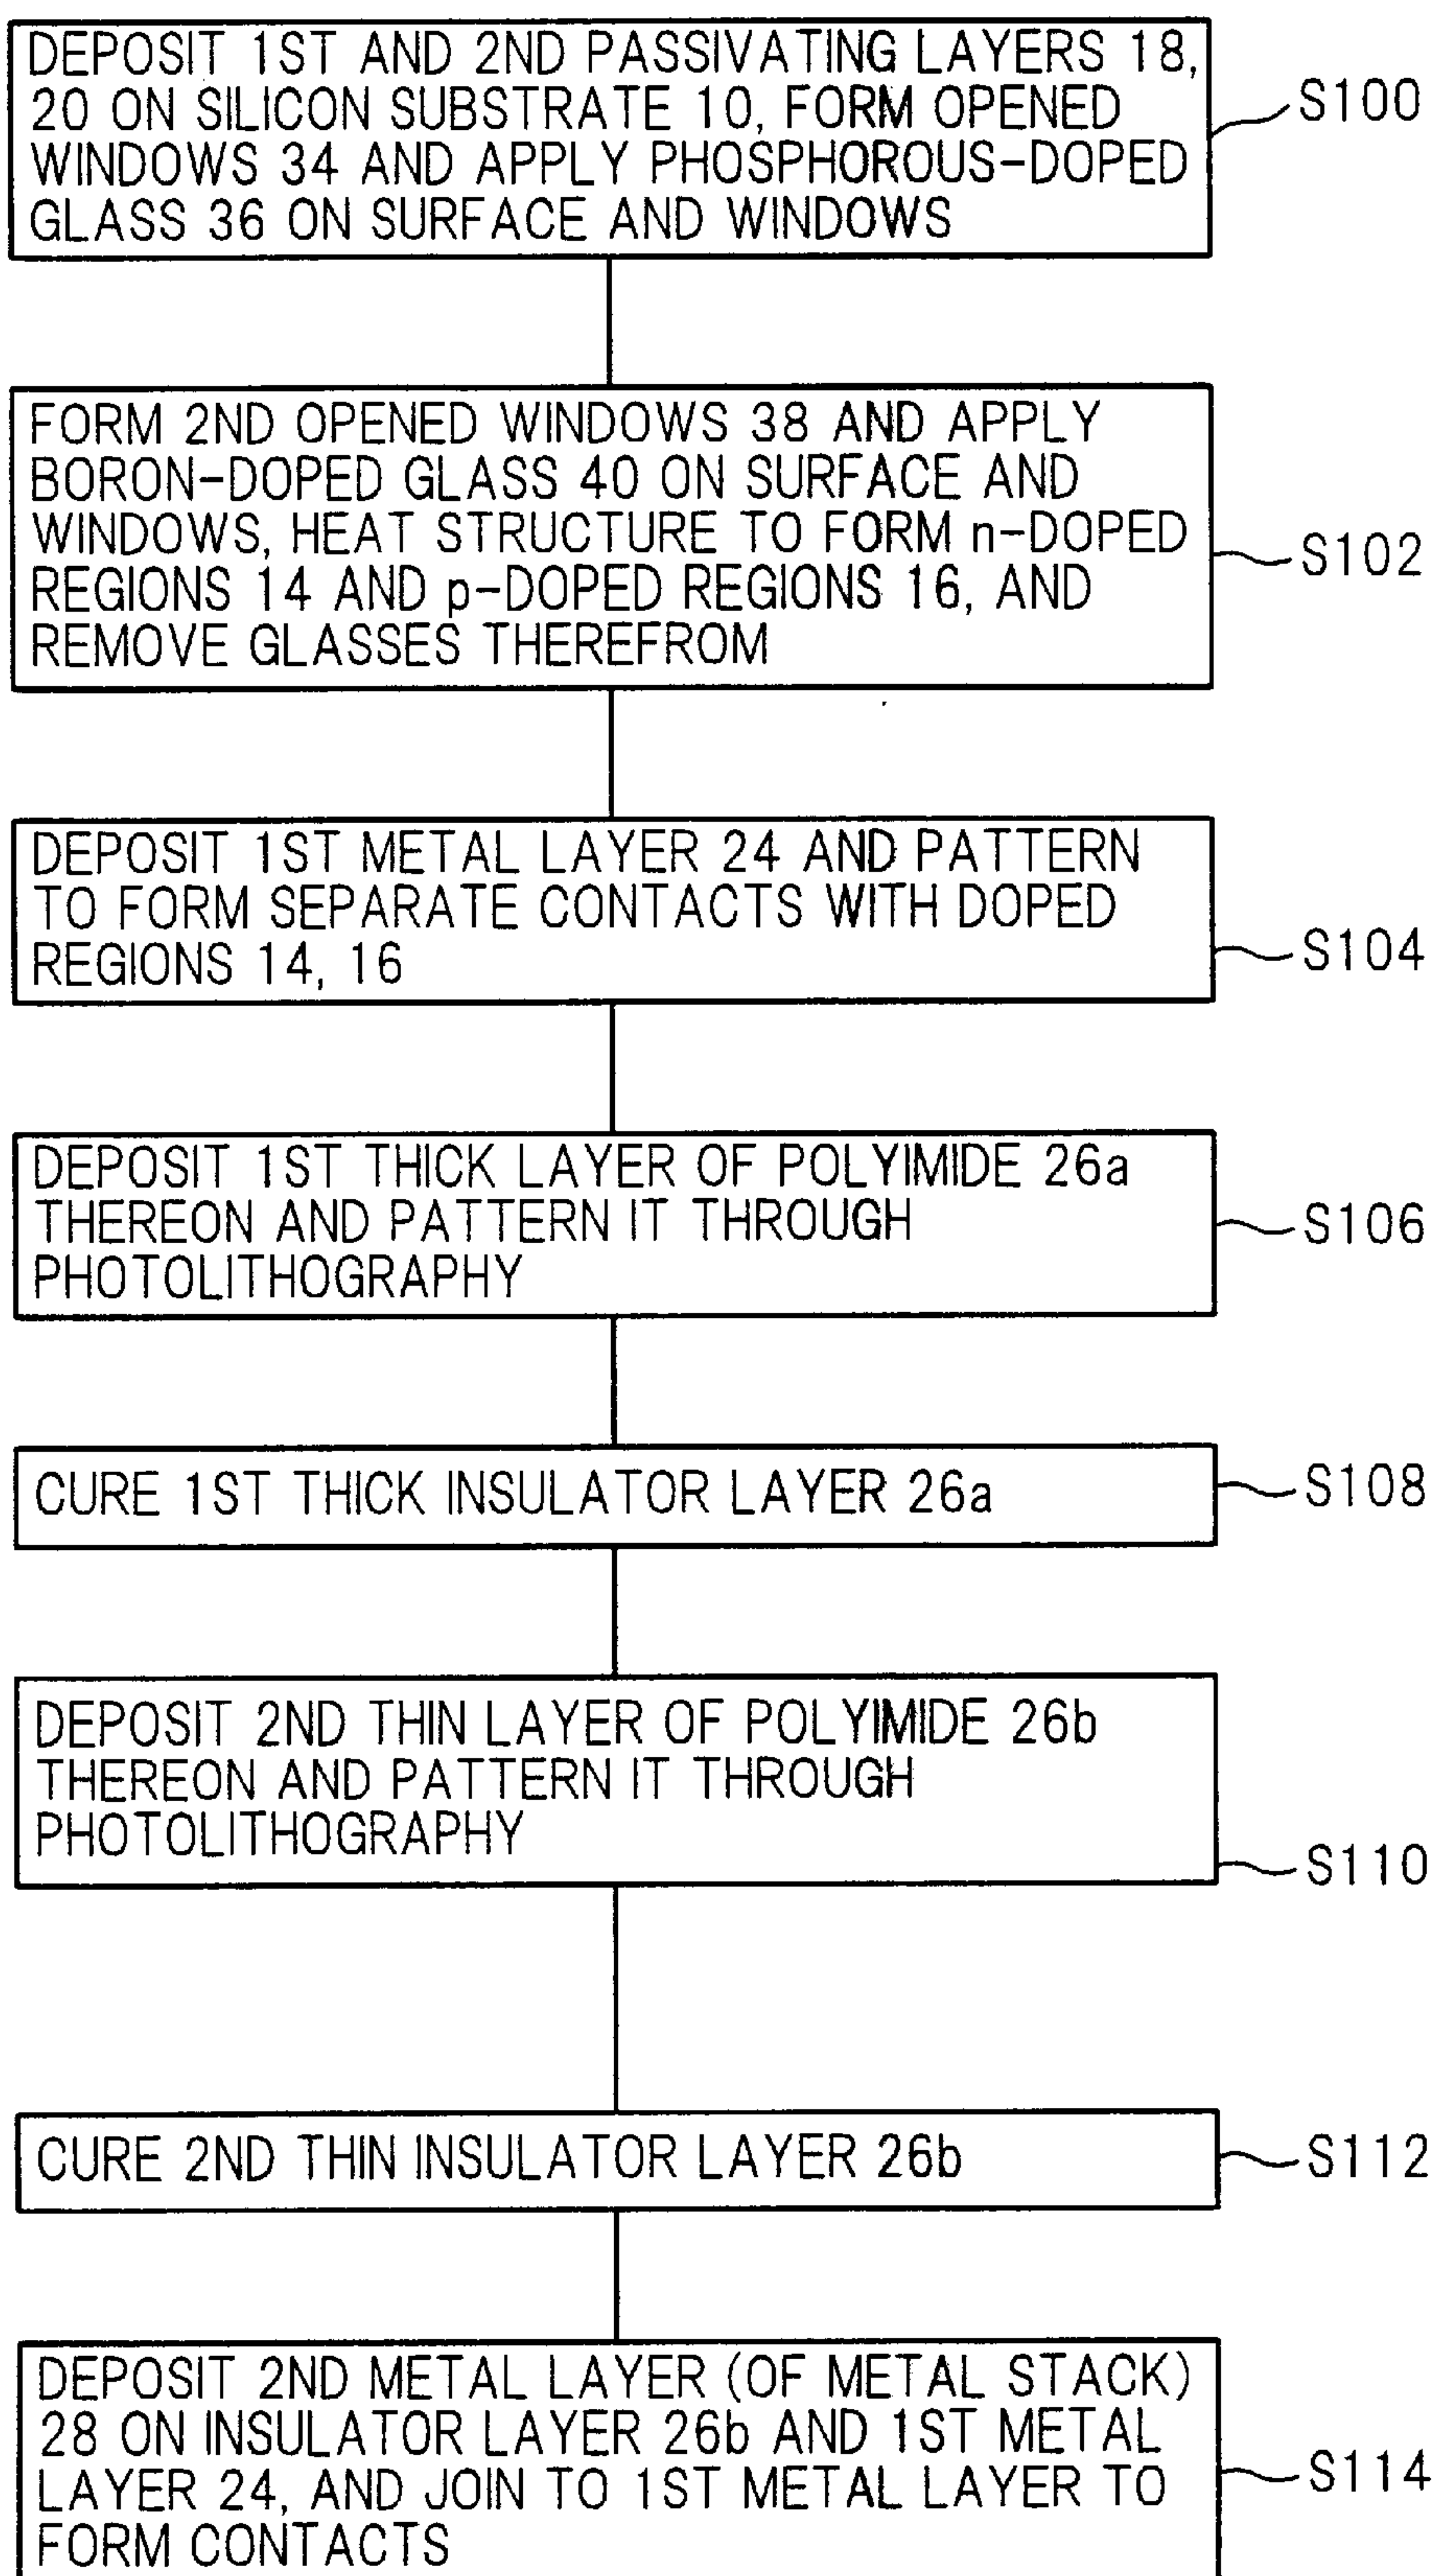 DEPOSIT 1ST AND 2ND PASSIVATING LAYERS 18,
20 ON SILICON SUBSTRATE 10, FORM OPENED
WINDOWS 34 AND APPLY PHOSPHOROUS-DOPED
GLASS 36 ON SURFACE AND WINDOWS
S100
FORM 2ND OPENED WINDOWS 38 AND APPLY
BORON-DOPED GLASS 40 ON SURFACE AND
WINDOWS, HEAT STRUCTURE TO FORM n-DOPED
REGIONS 14 AND p-DOPED REGIONS 16, AND
REMOVE GLASSES THEREFROM
S102
DEPOSIT 1ST METAL LAYER 24 AND PATTERN
TO FORM SEPARATE CONTACTS WITH DOPED
REGIONS 14, 16
S104
DEPOSIT 1ST THICK LAYER OF POLYIMIDE 26a
THEREON AND PATTERN IT THROUGH
PHOTOLITHOGRAPHY
S106
CURE 1ST THICK INSULATOR LAYER 26a
S108
DEPOSIT 2ND THIN LAYER OF POLYIMIDE 26b
THEREON AND PATTERN IT THROUGH
PHOTOLITHOGRAPHY
S110
CURE 2ND THIN INSULATOR LAYER 26b
S112
DEPOSIT 2ND METAL LAYER (OF METAL STACK)
28 ON INSULATOR LAYER 26b AND 1ST METAL
LAYER 24, AND JOIN TO 1ST METAL LAYER TO
FORM CONTACTS
S114